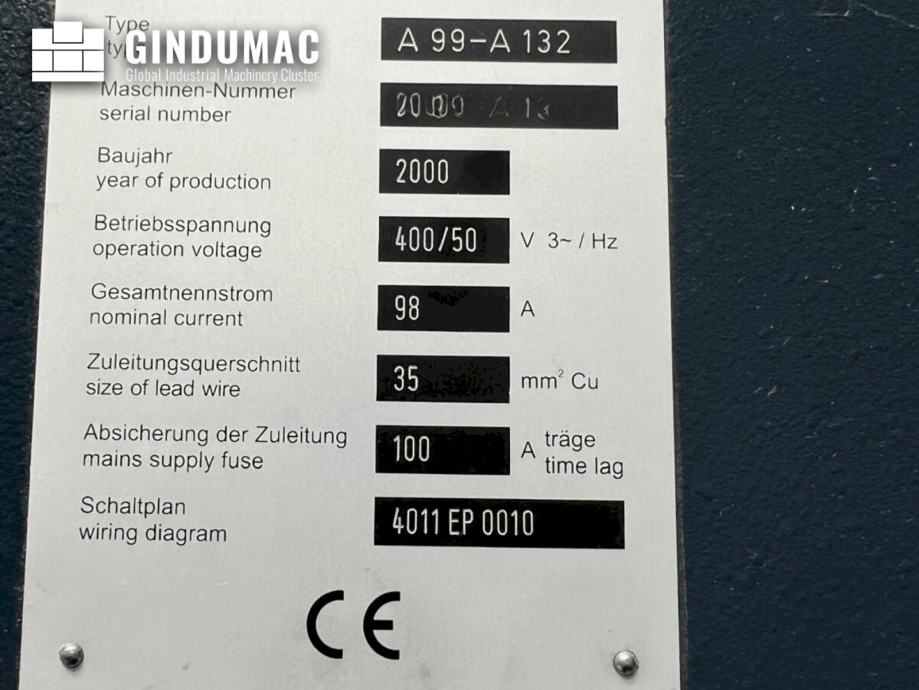 Type
A 99-A 132
GINDUMAC
Global Industrial Machinery Cluster
Maschinen-Nummer
serial number
Baujahr
year of production
2000
Betriebsspannung
operation voltage
400/50 V 3~ / Hz
Gesamtnennstrom
nominal current
98 A
Zuleitungsquerschnitt
size of lead wire
35 mm² Cu
Absicherung der Zuleitung
mains supply fuse
100 A träge
time lag
Schaltplan
wiring diagram
4011 EP 0010
CE